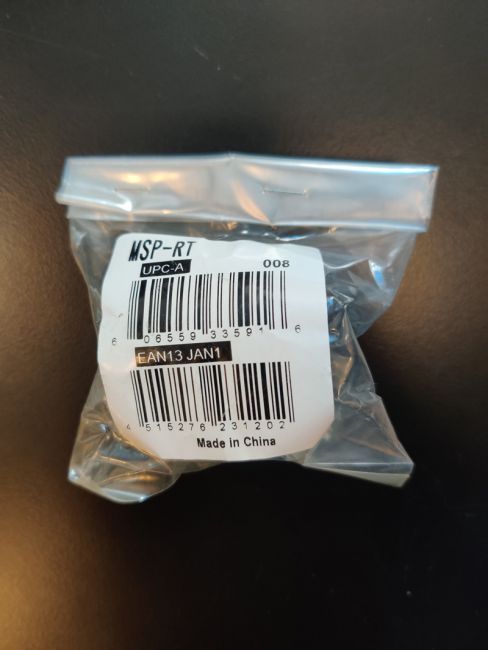 MSP-RT
UPC-A 008
6 06559 33591 6
EAN13 JAN1
4 515276 231202
Made in China